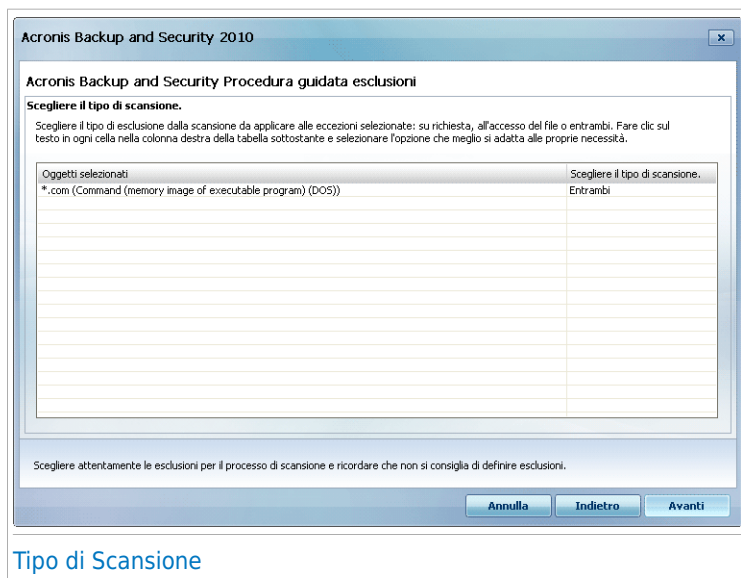 Acronis Backup and Security 2010
Acronis Backup and Security Procedura guidata esclusioni
Scegliere il tipo di scansione.
Scegliere il tipo di esclusione dalla scansione da applicare alle eccezioni selezionate: su richiesta, all'accesso del file o entrambi. Fare clic sul
testo in ogni cella nella colonna destra della tabella sottostante e selezionare l'opzione che meglio si adatta alle proprie necessità.
Oggetti selezionati Scegliere il tipo di scansione.
*.com (Command (memory image of executable program) (DOS)) Entrambi
Scegliere attentamente le esclusioni per il processo di scansione e ricordare che non si consiglia di definire esclusioni.
Annulla Indietro Avanti
Tipo di Scansione